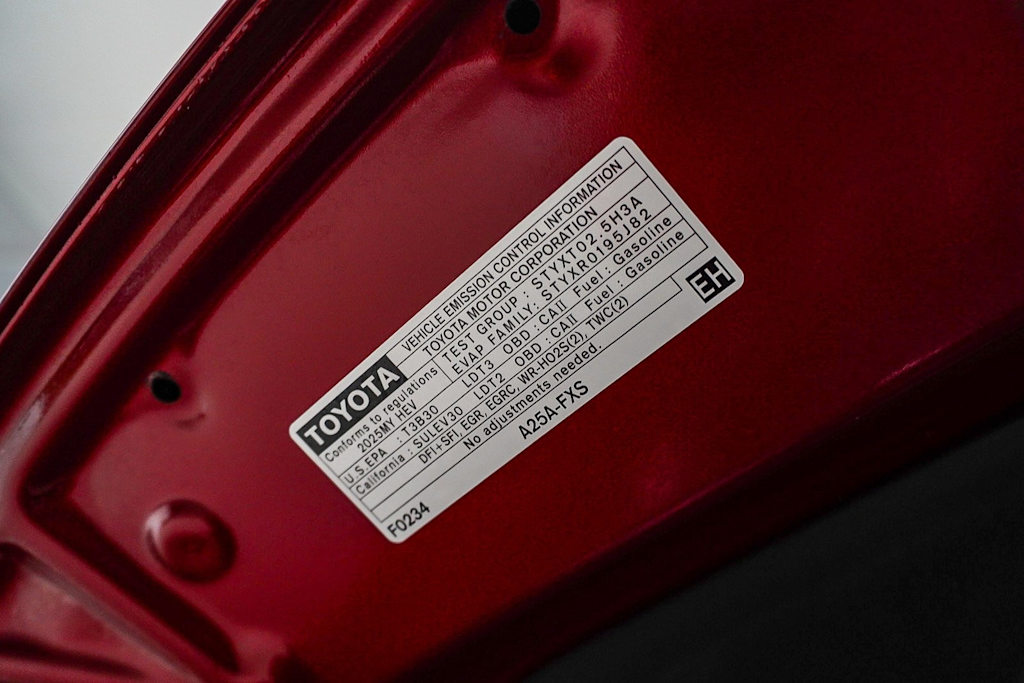 TOYOTA
VEHICLE EMISSION CONTROL INFORMATION
TOYOTA MOTOR CORPORATION
Conforms to regulations
2025MY HEV
TEST GROUP : STYXT02.5H3A
EVAP FAMILY: STYXR0195J82
U.S.EPA : T3B30 LDT3 OBD : CAII Fuel : Gasoline
California : SULEV30 LDT2 OBD : CAII Fuel : Gasoline
DFI+SFI, EGR, EGRC, WR-HO2S(2), TWC(2)
No adjustments needed.
EH
F0234
A25A-FXS